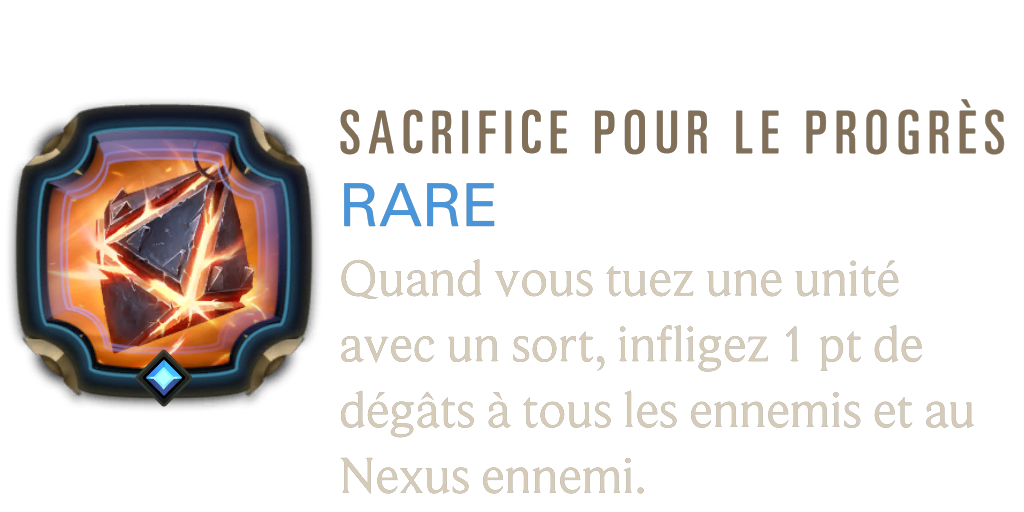 SACRIFICE POUR LE PROGRÈS
RARE
Quand vous tuez une unité
avec un sort, infligez 1 pt de
dégâts à tous les ennemis et au
Nexus ennemi.